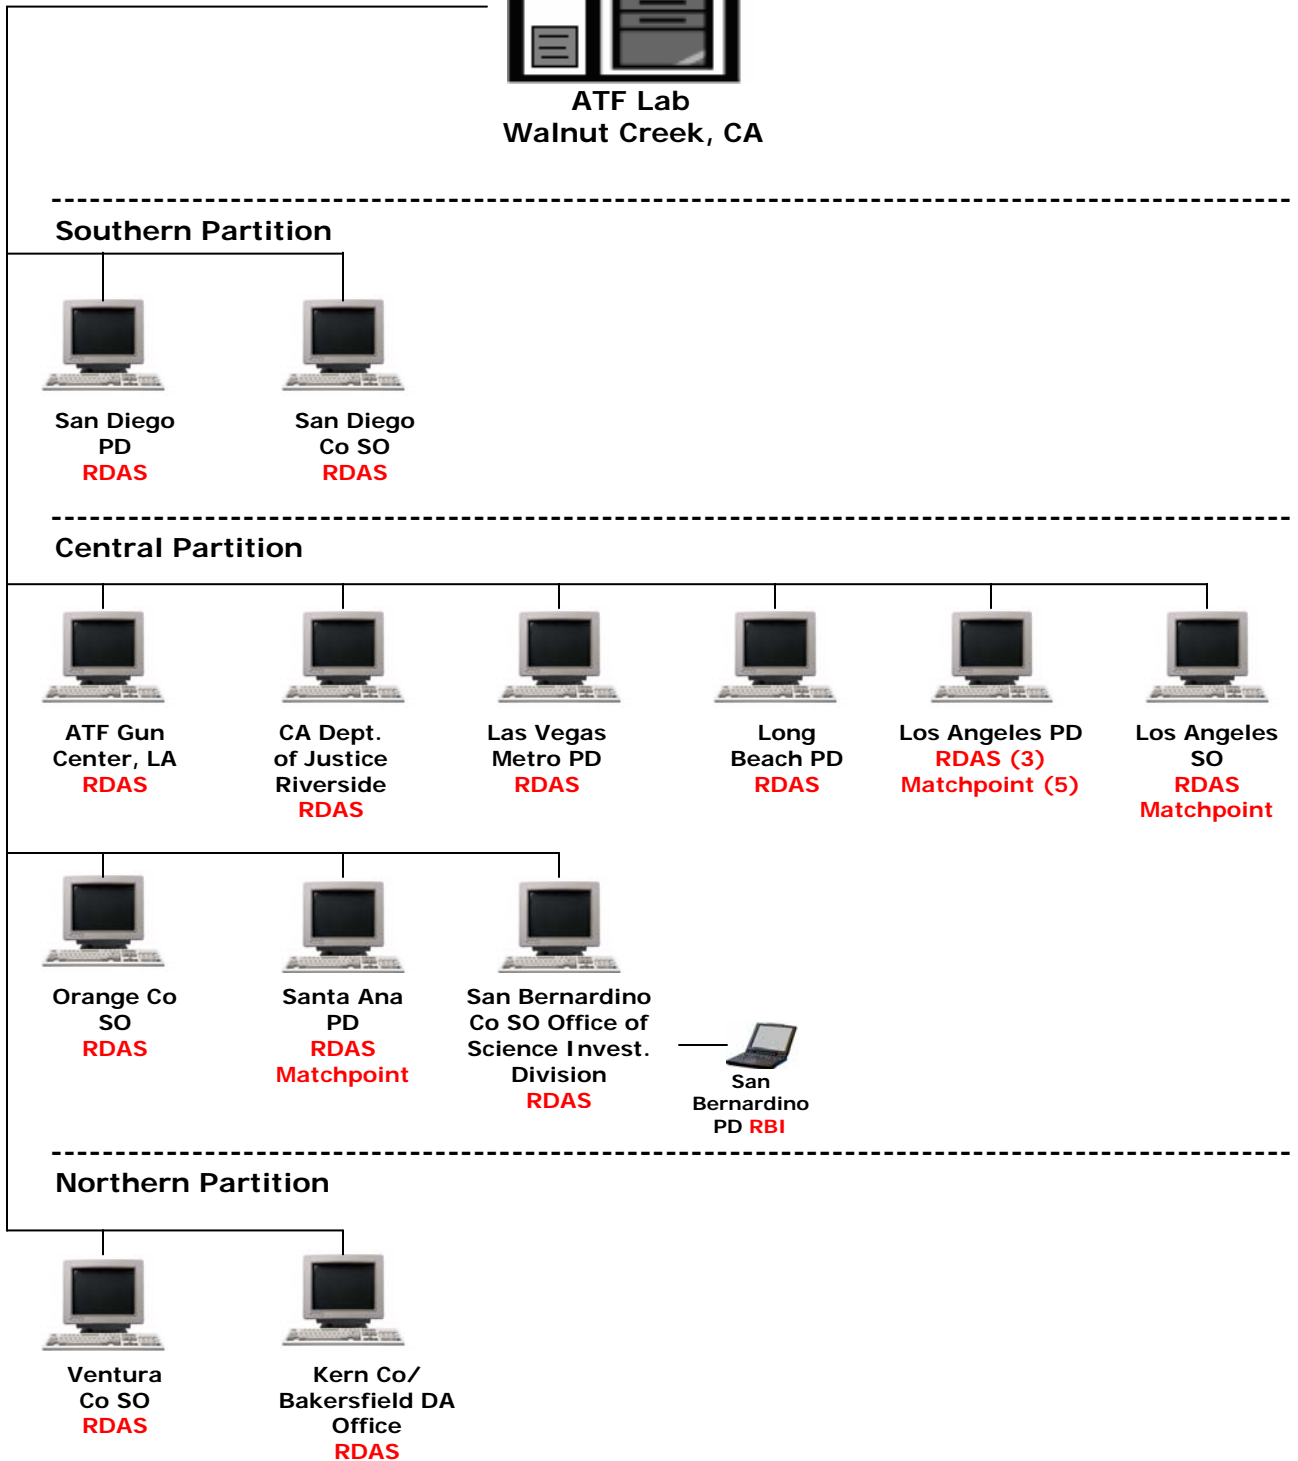 ATF Lab
Walnut Creek, CA
Southern Partition
San Diego
PD
RDAS
San Diego
Co SO
RDAS
Central Partition
ATF Gun
Center, LA
RDAS
CA Dept.
of Justice
Riverside
RDAS
Las Vegas
Metro PD
RDAS
Long
Beach PD
RDAS
Los Angeles PD
RDAS (3)
Matchpoint (5)
Los Angeles
SO
RDAS
Matchpoint
Orange Co
SO
RDAS
Santa Ana
PD
RDAS
Matchpoint
San Bernardino
Co SO Office of
Science Invest.
Division
RDAS
San
Bernardino
PD RBI
Northern Partition
Ventura
Co SO
RDAS
Kern Co/
Bakersfield DA
Office
RDAS